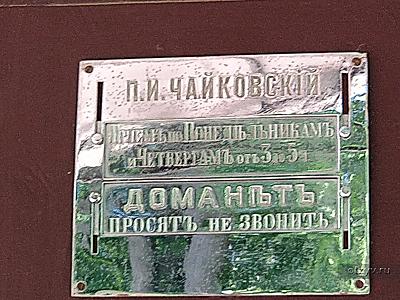 П.И. ЧАЙКОВСКІЙ
ПРІЕМЪ ПО ПОНЕДѢЛЬНИКАМЪ
И ЧЕТВЕРГАМЪ ОТЪ 3 ДО 5 Ч.
ДОМА НѢТЪ
ПРОСЯТЪ НЕ ЗВОНИТЬ